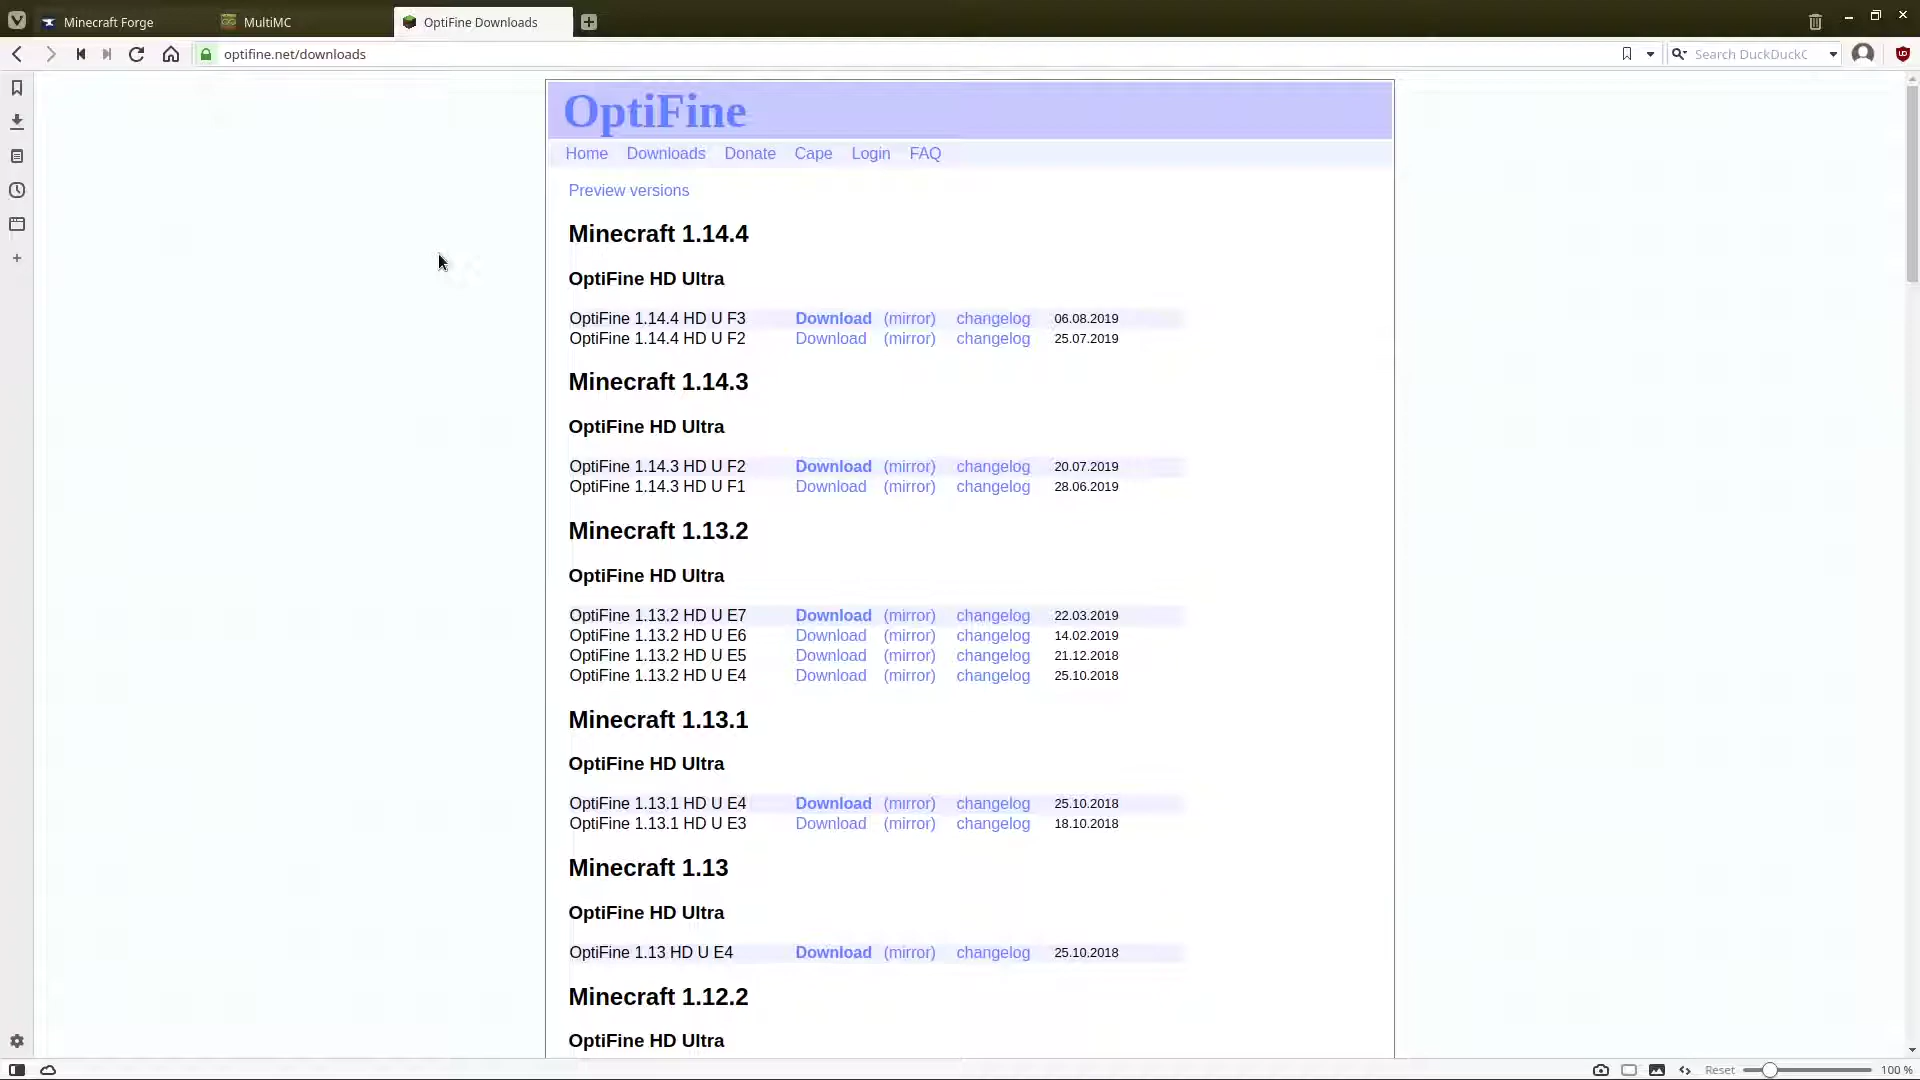 Minecraft Forge MultiMC OptiFine Downloads
optifine.net/downloads Search DuckDuckC
OptiFine
Home Downloads Donate Cape Login FAQ
Preview versions
Minecraft 1.14.4
OptiFine HD Ultra
OptiFine 1.14.4 HD U F3 Download (mirror) changelog 06.08.2019
OptiFine 1.14.4 HD U F2 Download (mirror) changelog 25.07.2019
Minecraft 1.14.3
OptiFine HD Ultra
OptiFine 1.14.3 HD U F2 Download (mirror) changelog 20.07.2019
OptiFine 1.14.3 HD U F1 Download (mirror) changelog 28.06.2019
Minecraft 1.13.2
OptiFine HD Ultra
OptiFine 1.13.2 HD U E7 Download (mirror) changelog 22.03.2019
OptiFine 1.13.2 HD U E6 Download (mirror) changelog 14.02.2019
OptiFine 1.13.2 HD U E5 Download (mirror) changelog 21.12.2018
OptiFine 1.13.2 HD U E4 Download (mirror) changelog 25.10.2018
Minecraft 1.13.1
OptiFine HD Ultra
OptiFine 1.13.1 HD U E4 Download (mirror) changelog 25.10.2018
OptiFine 1.13.1 HD U E3 Download (mirror) changelog 18.10.2018
Minecraft 1.13
OptiFine HD Ultra
OptiFine 1.13 HD U E4 Download (mirror) changelog 25.10.2018
Minecraft 1.12.2
OptiFine HD Ultra
Reset 100 %